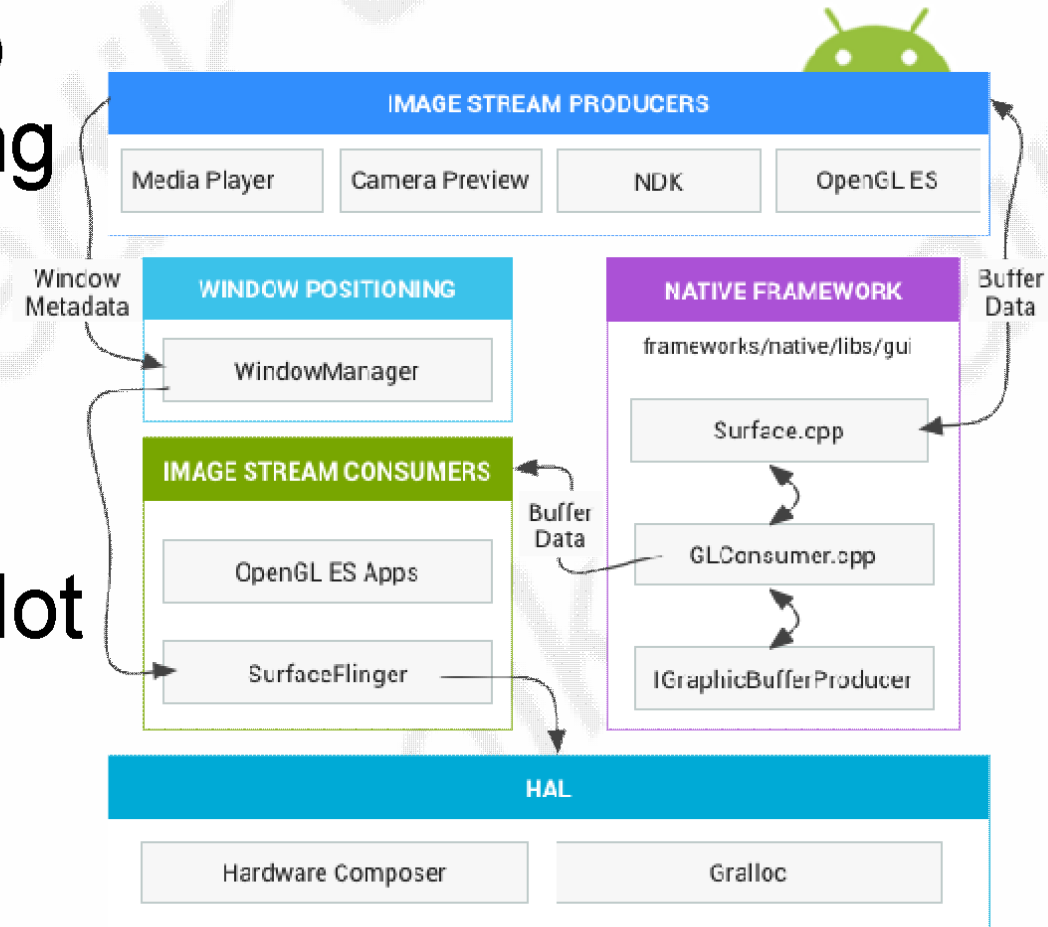 IMAGE STREAM PRODUCERS
Media Player
Camera Preview
NDK
OpenGL ES
Window
Metadata
WINDOW POSITIONING
WindowManager
NATIVE FRAMEWORK
frameworks/native/libs/gui
Buffer
Data
Surface.cpp
IMAGE STREAM CONSUMERS
Buffer
Data
OpenGL ES Apps
GLConsumer.cpp
SurfaceFlinger
IGraphicBufferProducer
HAL
Hardware Composer
Gralloc